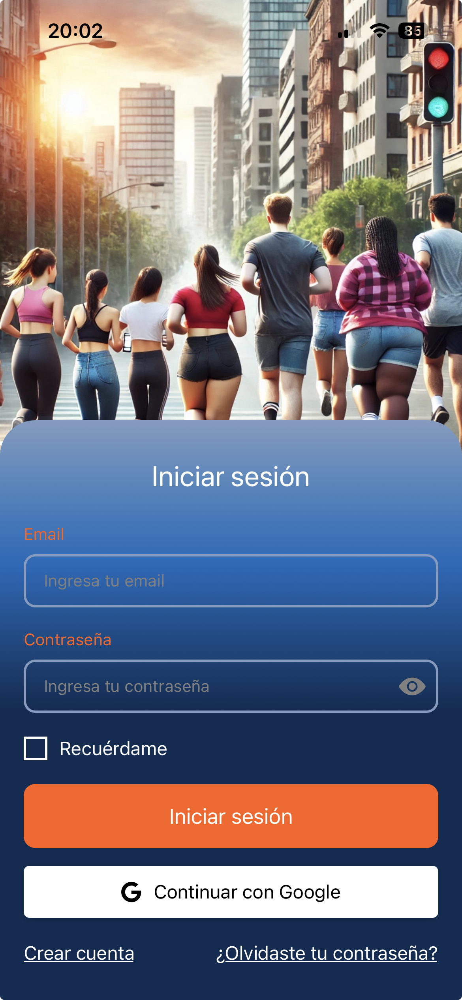 20:02
85
Iniciar sesión
Email
Ingresa tu email
Contraseña
Ingresa tu contraseña
Recuérdame
Iniciar sesión
G Continuar con Google
Crear cuenta
¿Olvidaste tu contraseña?